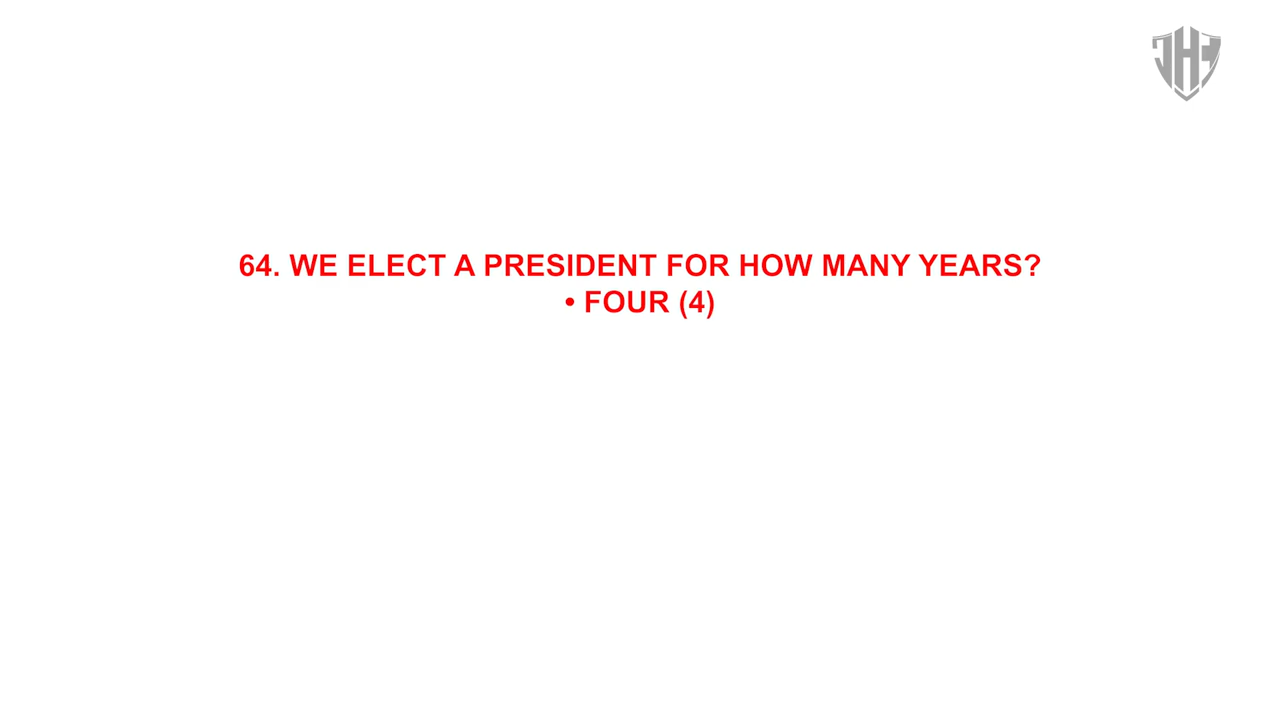 64. WE ELECT A PRESIDENT FOR HOW MANY YEARS?
• FOUR (4)